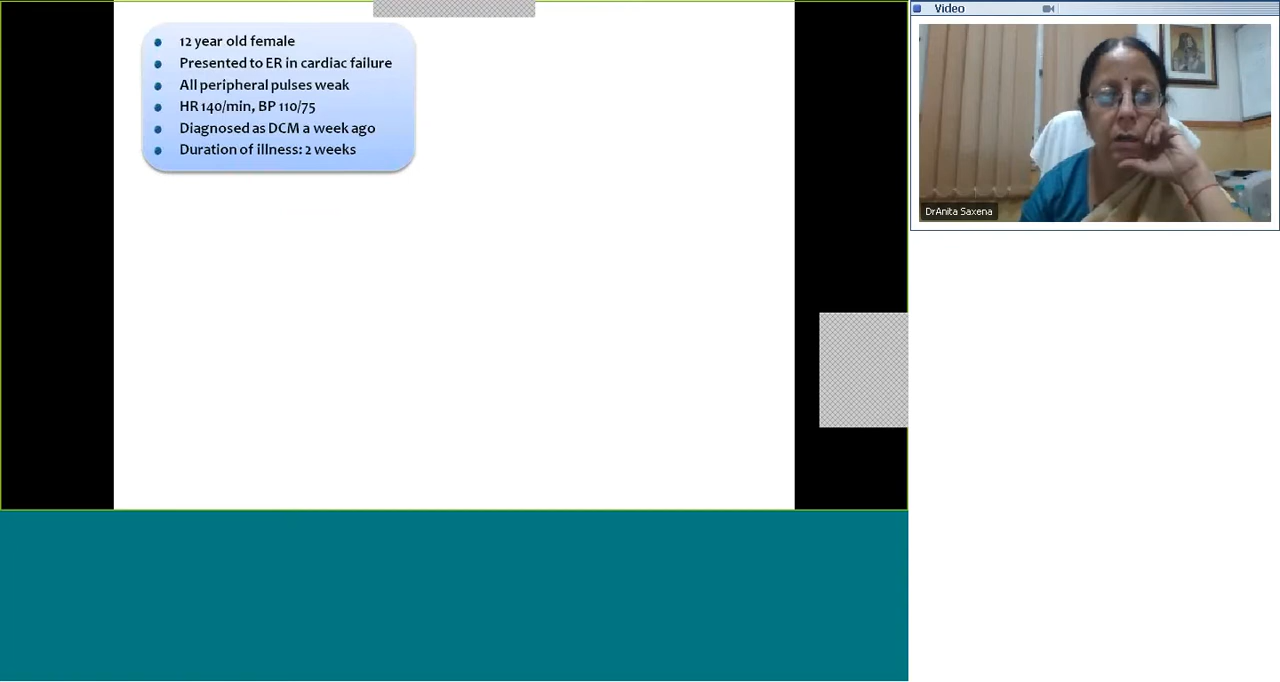 12 year old female
Presented to ER in cardiac failure
All peripheral pulses weak
HR 140/min, BP 110/75
Diagnosed as DCM a week ago
Duration of illness: 2 weeks
Video
DrAnita Saxena